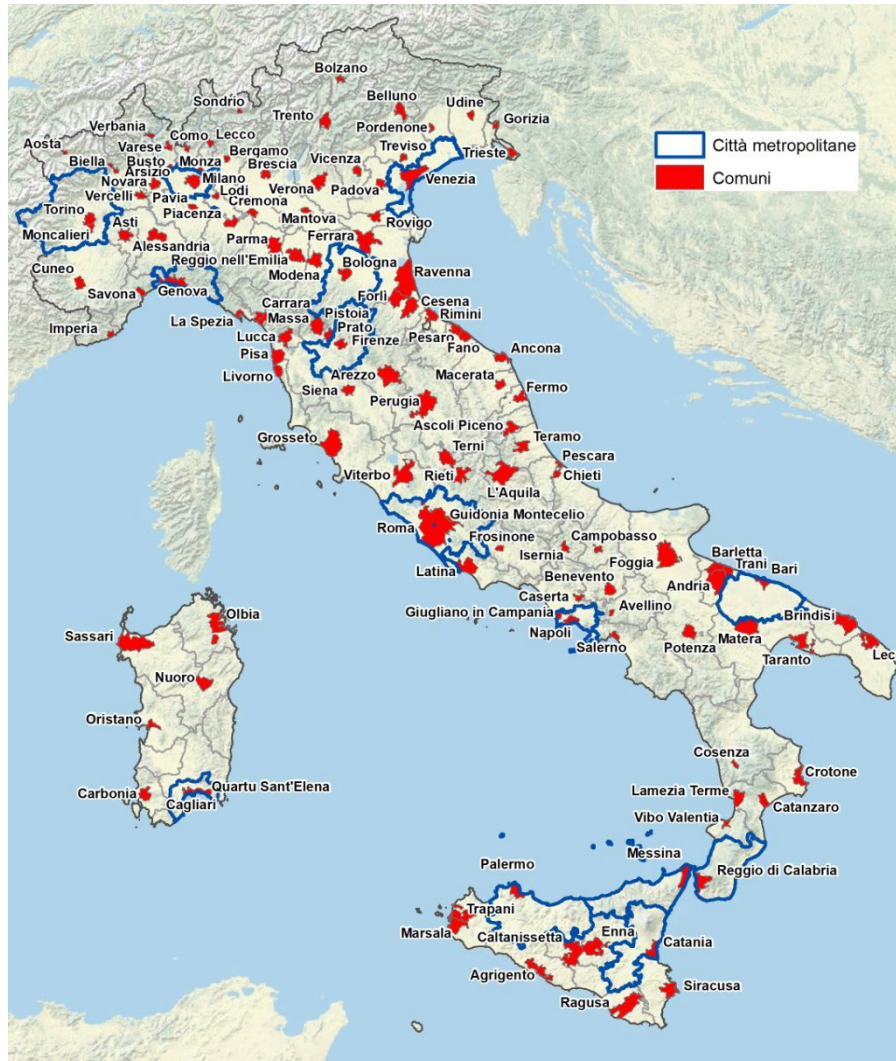 Bolzano
Sondrio
Belluno
Udine
Trento
Gorizia
Verbania
Como
Lecco
Pordenone
Aosta
Varese
Bergamo
Treviso
Trieste
Biella
Busto
Arsizio
Monza
Brescia
Vicenza
Novara
Milano
Venezia
Vercelli
Lodi
Verona
Padova
Pavia
Cremona
Torino
Piacenza
Mantova
Rovigo
Moncalieri
Asti
Alessandria
Parma
Ferrara
Reggio nell'Emilia
Bologna
Cuneo
Modena
Ravenna
Savona
Genova
Carrara
Forlì
Cesena
La Spezia
Massa
Pistoia
Rimini
Imperia
Prato
Lucca
Firenze
Pesaro
Fano
Pisa
Ancona
Livorno
Arezzo
Macerata
Siena
Fermo
Perugia
Ascoli Piceno
Grosseto
Terni
Teramo
Pescara
Viterbo
Rieti
Chieti
L'Aquila
Guidonia Montecelio
Roma
Frosinone
Campobasso
Isernia
Foggia
Barletta
Trani
Latina
Bari
Benevento
Andria
Caserta
Giugliano in Campania
Avellino
Olbia
Brindisi
Napoli
Sassari
Salerno
Potenza
Matera
Lec
Taranto
Nuoro
Oristano
Cosenza
Crotone
Quartu Sant'Elena
Carbonia
Lamezia Terme
Cagliari
Catanzaro
Vibo Valentia
Messina
Palermo
Reggio di Calabria
Trapani
Marsala
Caltanissetta
Enna
Catania
Agrigento
Siracusa
Ragusa
Città metropolitane
Comuni